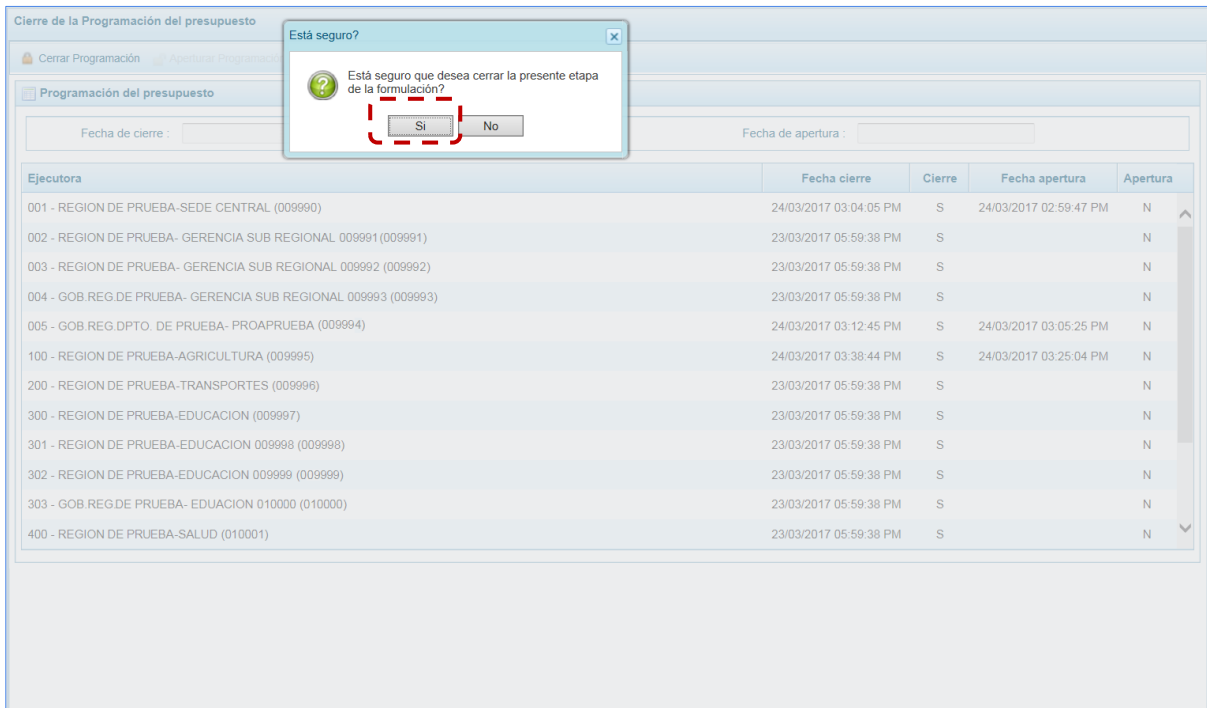 Cierre de la Programación del presupuesto
Está seguro?
Cerrar Programación Aperturar Programación
Está seguro que desea cerrar la presente etapa
de la formulación?
Si No
Programación del presupuesto
Fecha de cierre : Fecha de apertura :
Ejecutora Fecha cierre Cierre Fecha apertura Apertura
001 - REGION DE PRUEBA-SEDE CENTRAL (009990) 24/03/2017 03:04:05 PM S 24/03/2017 02:59:47 PM N
002 - REGION DE PRUEBA- GERENCIA SUB REGIONAL 009991(009991) 23/03/2017 05:59:38 PM S N
003 - REGION DE PRUEBA- GERENCIA SUB REGIONAL 009992 (009992) 23/03/2017 05:59:38 PM S N
004 - GOB.REG.DE PRUEBA- GERENCIA SUB REGIONAL 009993 (009993) 23/03/2017 05:59:38 PM S N
005 - GOB.REG.DPTO. DE PRUEBA- PROAPRUEBA (009994) 24/03/2017 03:12:45 PM S 24/03/2017 03:05:25 PM N
100 - REGION DE PRUEBA-AGRICULTURA (009995) 24/03/2017 03:38:44 PM S 24/03/2017 03:25:04 PM N
200 - REGION DE PRUEBA-TRANSPORTES (009996) 23/03/2017 05:59:38 PM S N
300 - REGION DE PRUEBA-EDUCACION (009997) 23/03/2017 05:59:38 PM S N
301 - REGION DE PRUEBA-EDUCACION 009998 (009998) 23/03/2017 05:59:38 PM S N
302 - REGION DE PRUEBA-EDUCACION 009999 (009999) 23/03/2017 05:59:38 PM S N
303 - GOB.REG.DE PRUEBA- EDUACION 010000 (010000) 23/03/2017 05:59:38 PM S N
400 - REGION DE PRUEBA-SALUD (010001) 23/03/2017 05:59:38 PM S N